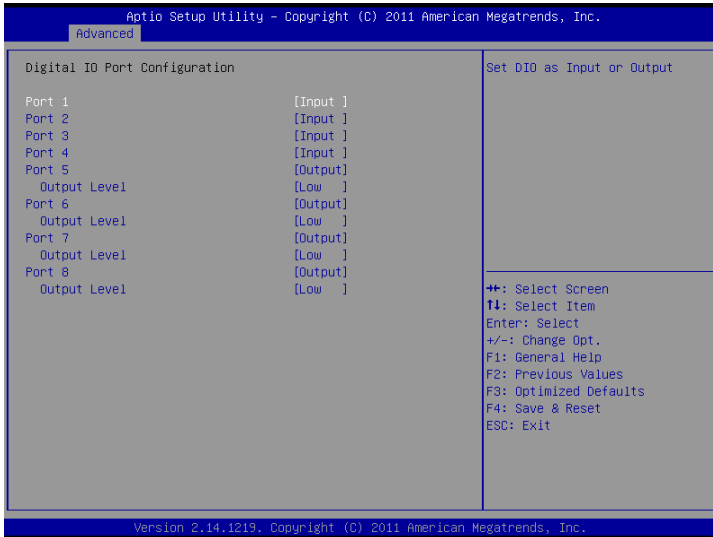 Aptio Setup Utility – Copyright (C) 2011 American Megatrends, Inc.
Advanced
Digital IO Port Configuration
Port 1 [Input ]
Port 2 [Input ]
Port 3 [Input ]
Port 4 [Input ]
Port 5 [Output]
Output Level [Low ]
Port 6 [Output]
Output Level [Low ]
Port 7 [Output]
Output Level [Low ]
Port 8 [Output]
Output Level [Low ]
Set DIO as Input or Output
→←: Select Screen
↑↓: Select Item
Enter: Select
+/-: Change Opt.
F1: General Help
F2: Previous Values
F3: Optimized Defaults
F4: Save & Reset
ESC: Exit
Version 2.14.1219. Copyright (C) 2011 American Megatrends, Inc.